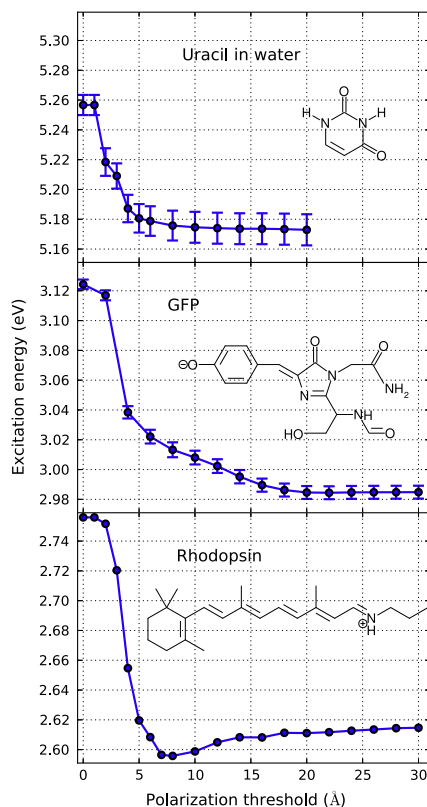 Uracil in water
5.30
5.28
5.26
5.24
5.22
5.20
5.18
5.16
O
H
N
N
H
O
Excitation energy (eV)
GFP
3.12
3.10
3.08
3.06
3.04
3.02
3.00
2.98
O
O
⊖O
N
N
NH2
NH
HO
O
Rhodopsin
2.74
2.72
2.70
2.68
2.66
2.64
2.62
2.60
N
⊕
H
0 5 10 15 20 25 30
Polarization threshold (Å)